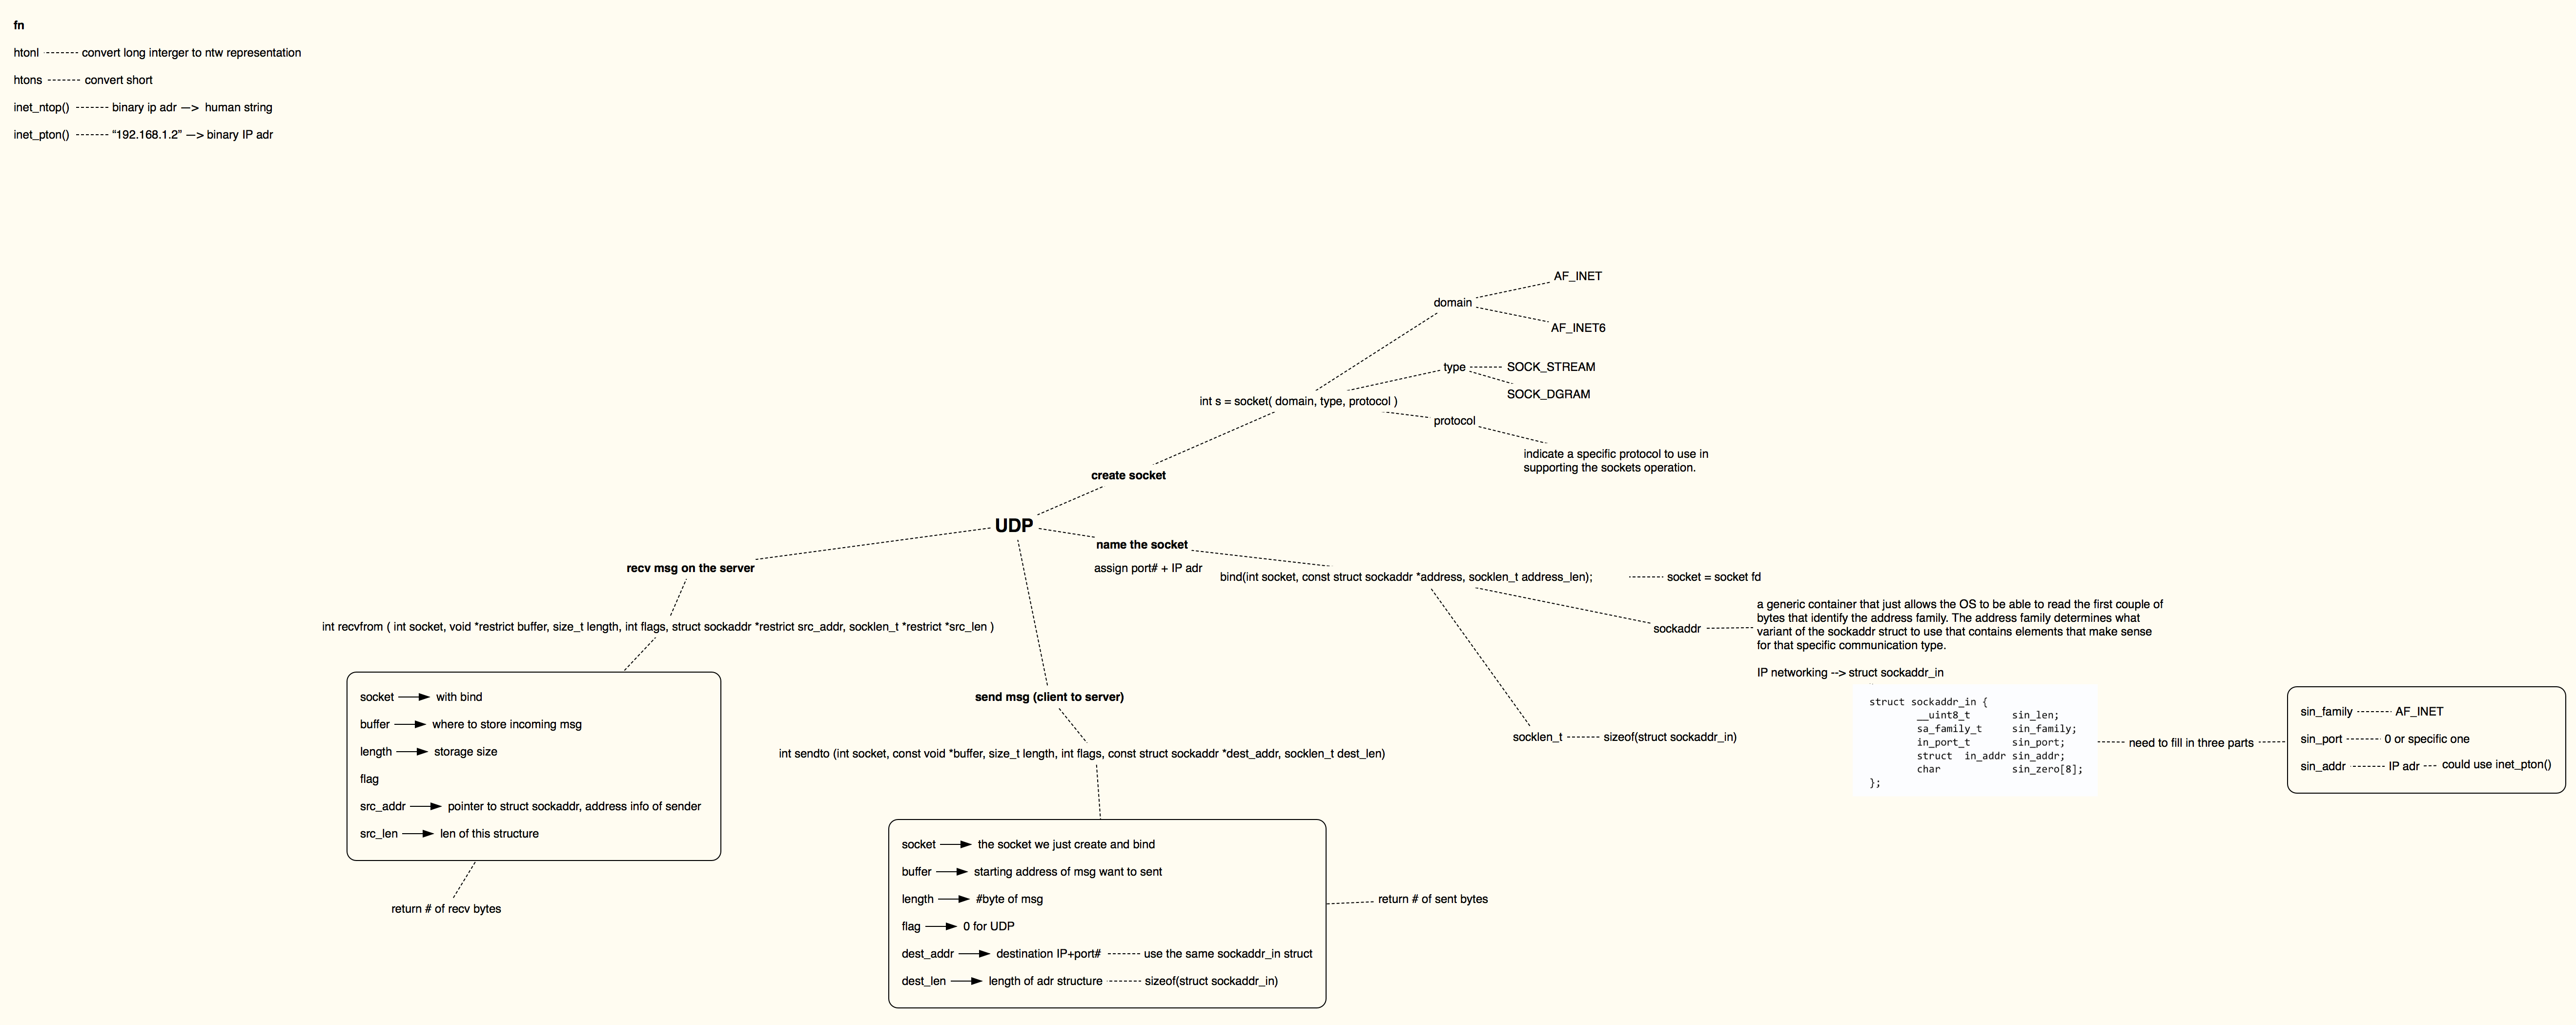 fn
htonl convert long interger to ntw representation
htons convert short
inet_ntop() binary ip adr —> human string
inet_pton() “192.168.1.2” —> binary IP adr
AF_INET
domain
AF_INET6
type SOCK_STREAM
SOCK_DGRAM
int s = socket( domain, type, protocol )
protocol
indicate a specific protocol to use in
supporting the sockets operation.
create socket
UDP
name the socket
assign port# + IP adr
bind(int socket, const struct sockaddr *address, socklen_t address_len); socket = socket fd
sockaddr
a generic container that just allows the OS to be able to read the first couple of
bytes that identify the address family. The address family determines what
variant of the sockaddr struct to use that contains elements that make sense
for that specific communication type.
IP networking --> struct sockaddr_in
struct sockaddr_in {
__uint8_t sin_len;
sa_family_t sin_family;
in_port_t sin_port;
struct in_addr sin_addr;
char sin_zero[8];
};
need to fill in three parts
sin_family AF_INET
sin_port 0 or specific one
sin_addr IP adr could use inet_pton()
socklen_t sizeof(struct sockaddr_in)
recv msg on the server
int recvfrom ( int socket, void *restrict buffer, size_t length, int flags, struct sockaddr *restrict src_addr, socklen_t *restrict *src_len )
socket with bind
buffer where to store incoming msg
length storage size
flag
src_addr pointer to struct sockaddr, address info of sender
src_len len of this structure
return # of recv bytes
send msg (client to server)
int sendto (int socket, const void *buffer, size_t length, int flags, const struct sockaddr *dest_addr, socklen_t dest_len)
socket the socket we just create and bind
buffer starting address of msg want to sent
length #byte of msg
flag 0 for UDP
dest_addr destination IP+port# use the same sockaddr_in struct
dest_len length of adr structure sizeof(struct sockaddr_in)
return # of sent bytes